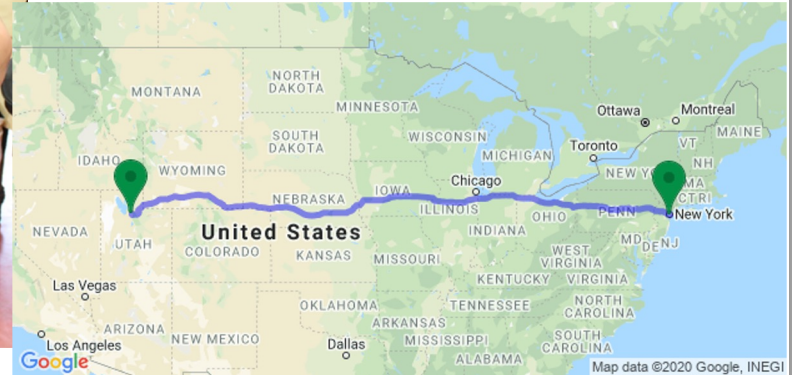 NORTH
DAKOTA
MONTANA
MINNESOTA
Ottawa
Montreal
MAINE
SOUTH
DAKOTA
WISCONSIN
Toronto
VT
NH
IDAHO
WYOMING
MICHIGAN
NEW Y
MA
CT
RI
Chicago
IOWA
NEBRASKA
ILLINOIS
OHIO
PENN
New York
NEVADA
UTAH
United States
COLORADO
KANSAS
MISSOURI
INDIANA
WEST
VIRGINIA
MD
DE
NJ
KENTUCKY
VIRGINIA
Las Vegas
OKLAHOMA
TENNESSEE
NORTH
CAROLINA
ARIZONA
NEW MEXICO
ARKANSAS
MISSISSIPPI
SOUTH
CAROLINA
Los Angeles
Dallas
ALABAMA
Google
Map data ©2020 Google, INEGI